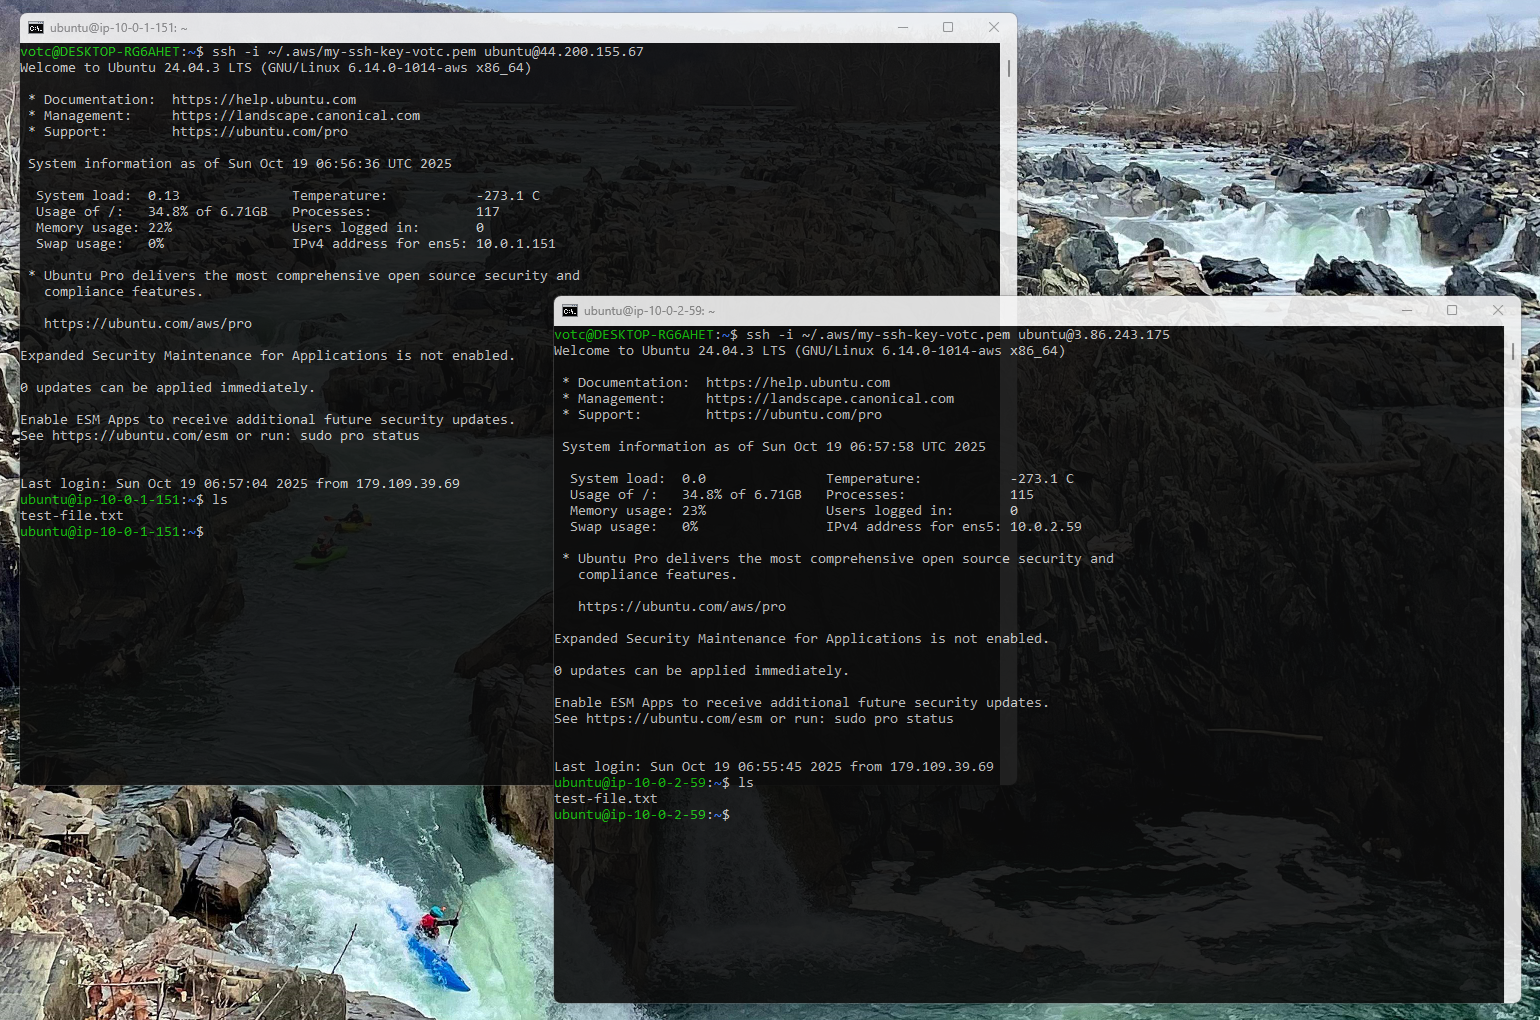 ubuntu@ip-10-0-1-151: ~
votc@DESKTOP-RG6AHET:~$ ssh -i ~/.aws/my-ssh-key-votc.pem ubuntu@44.200.155.67
Welcome to Ubuntu 24.04.3 LTS (GNU/Linux 6.14.0-1014-aws x86_64)
* Documentation:  https://help.ubuntu.com
* Management:     https://landscape.canonical.com
* Support:        https://ubuntu.com/pro
System information as of Sun Oct 19 06:56:36 UTC 2025
System load:  0.13              Temperature:           -273.1 C
Usage of /:   34.8% of 6.71GB   Processes:             117
Memory usage: 22%               Users logged in:       0
Swap usage:   0%                IPv4 address for ens5: 10.0.1.151
* Ubuntu Pro delivers the most comprehensive open source security and
compliance features.
https://ubuntu.com/aws/pro
Expanded Security Maintenance for Applications is not enabled.
0 updates can be applied immediately.
Enable ESM Apps to receive additional future security updates.
See https://ubuntu.com/esm or run: sudo pro status
Last login: Sun Oct 19 06:57:04 2025 from 179.109.39.69
ubuntu@ip-10-0-1-151:~$ ls
test-file.txt
ubuntu@ip-10-0-1-151:~$
ubuntu@ip-10-0-2-59: ~
votc@DESKTOP-RG6AHET:~$ ssh -i ~/.aws/my-ssh-key-votc.pem ubuntu@3.86.243.175
Welcome to Ubuntu 24.04.3 LTS (GNU/Linux 6.14.0-1014-aws x86_64)
* Documentation:  https://help.ubuntu.com
* Management:     https://landscape.canonical.com
* Support:        https://ubuntu.com/pro
System information as of Sun Oct 19 06:57:58 UTC 2025
System load:  0.0               Temperature:           -273.1 C
Usage of /:   34.8% of 6.71GB   Processes:             115
Memory usage: 23%               Users logged in:       0
Swap usage:   0%                IPv4 address for ens5: 10.0.2.59
* Ubuntu Pro delivers the most comprehensive open source security and
compliance features.
https://ubuntu.com/aws/pro
Expanded Security Maintenance for Applications is not enabled.
0 updates can be applied immediately.
Enable ESM Apps to receive additional future security updates.
See https://ubuntu.com/esm or run: sudo pro status
Last login: Sun Oct 19 06:55:45 2025 from 179.109.39.69
ubuntu@ip-10-0-2-59:~$ ls
test-file.txt
ubuntu@ip-10-0-2-59:~$